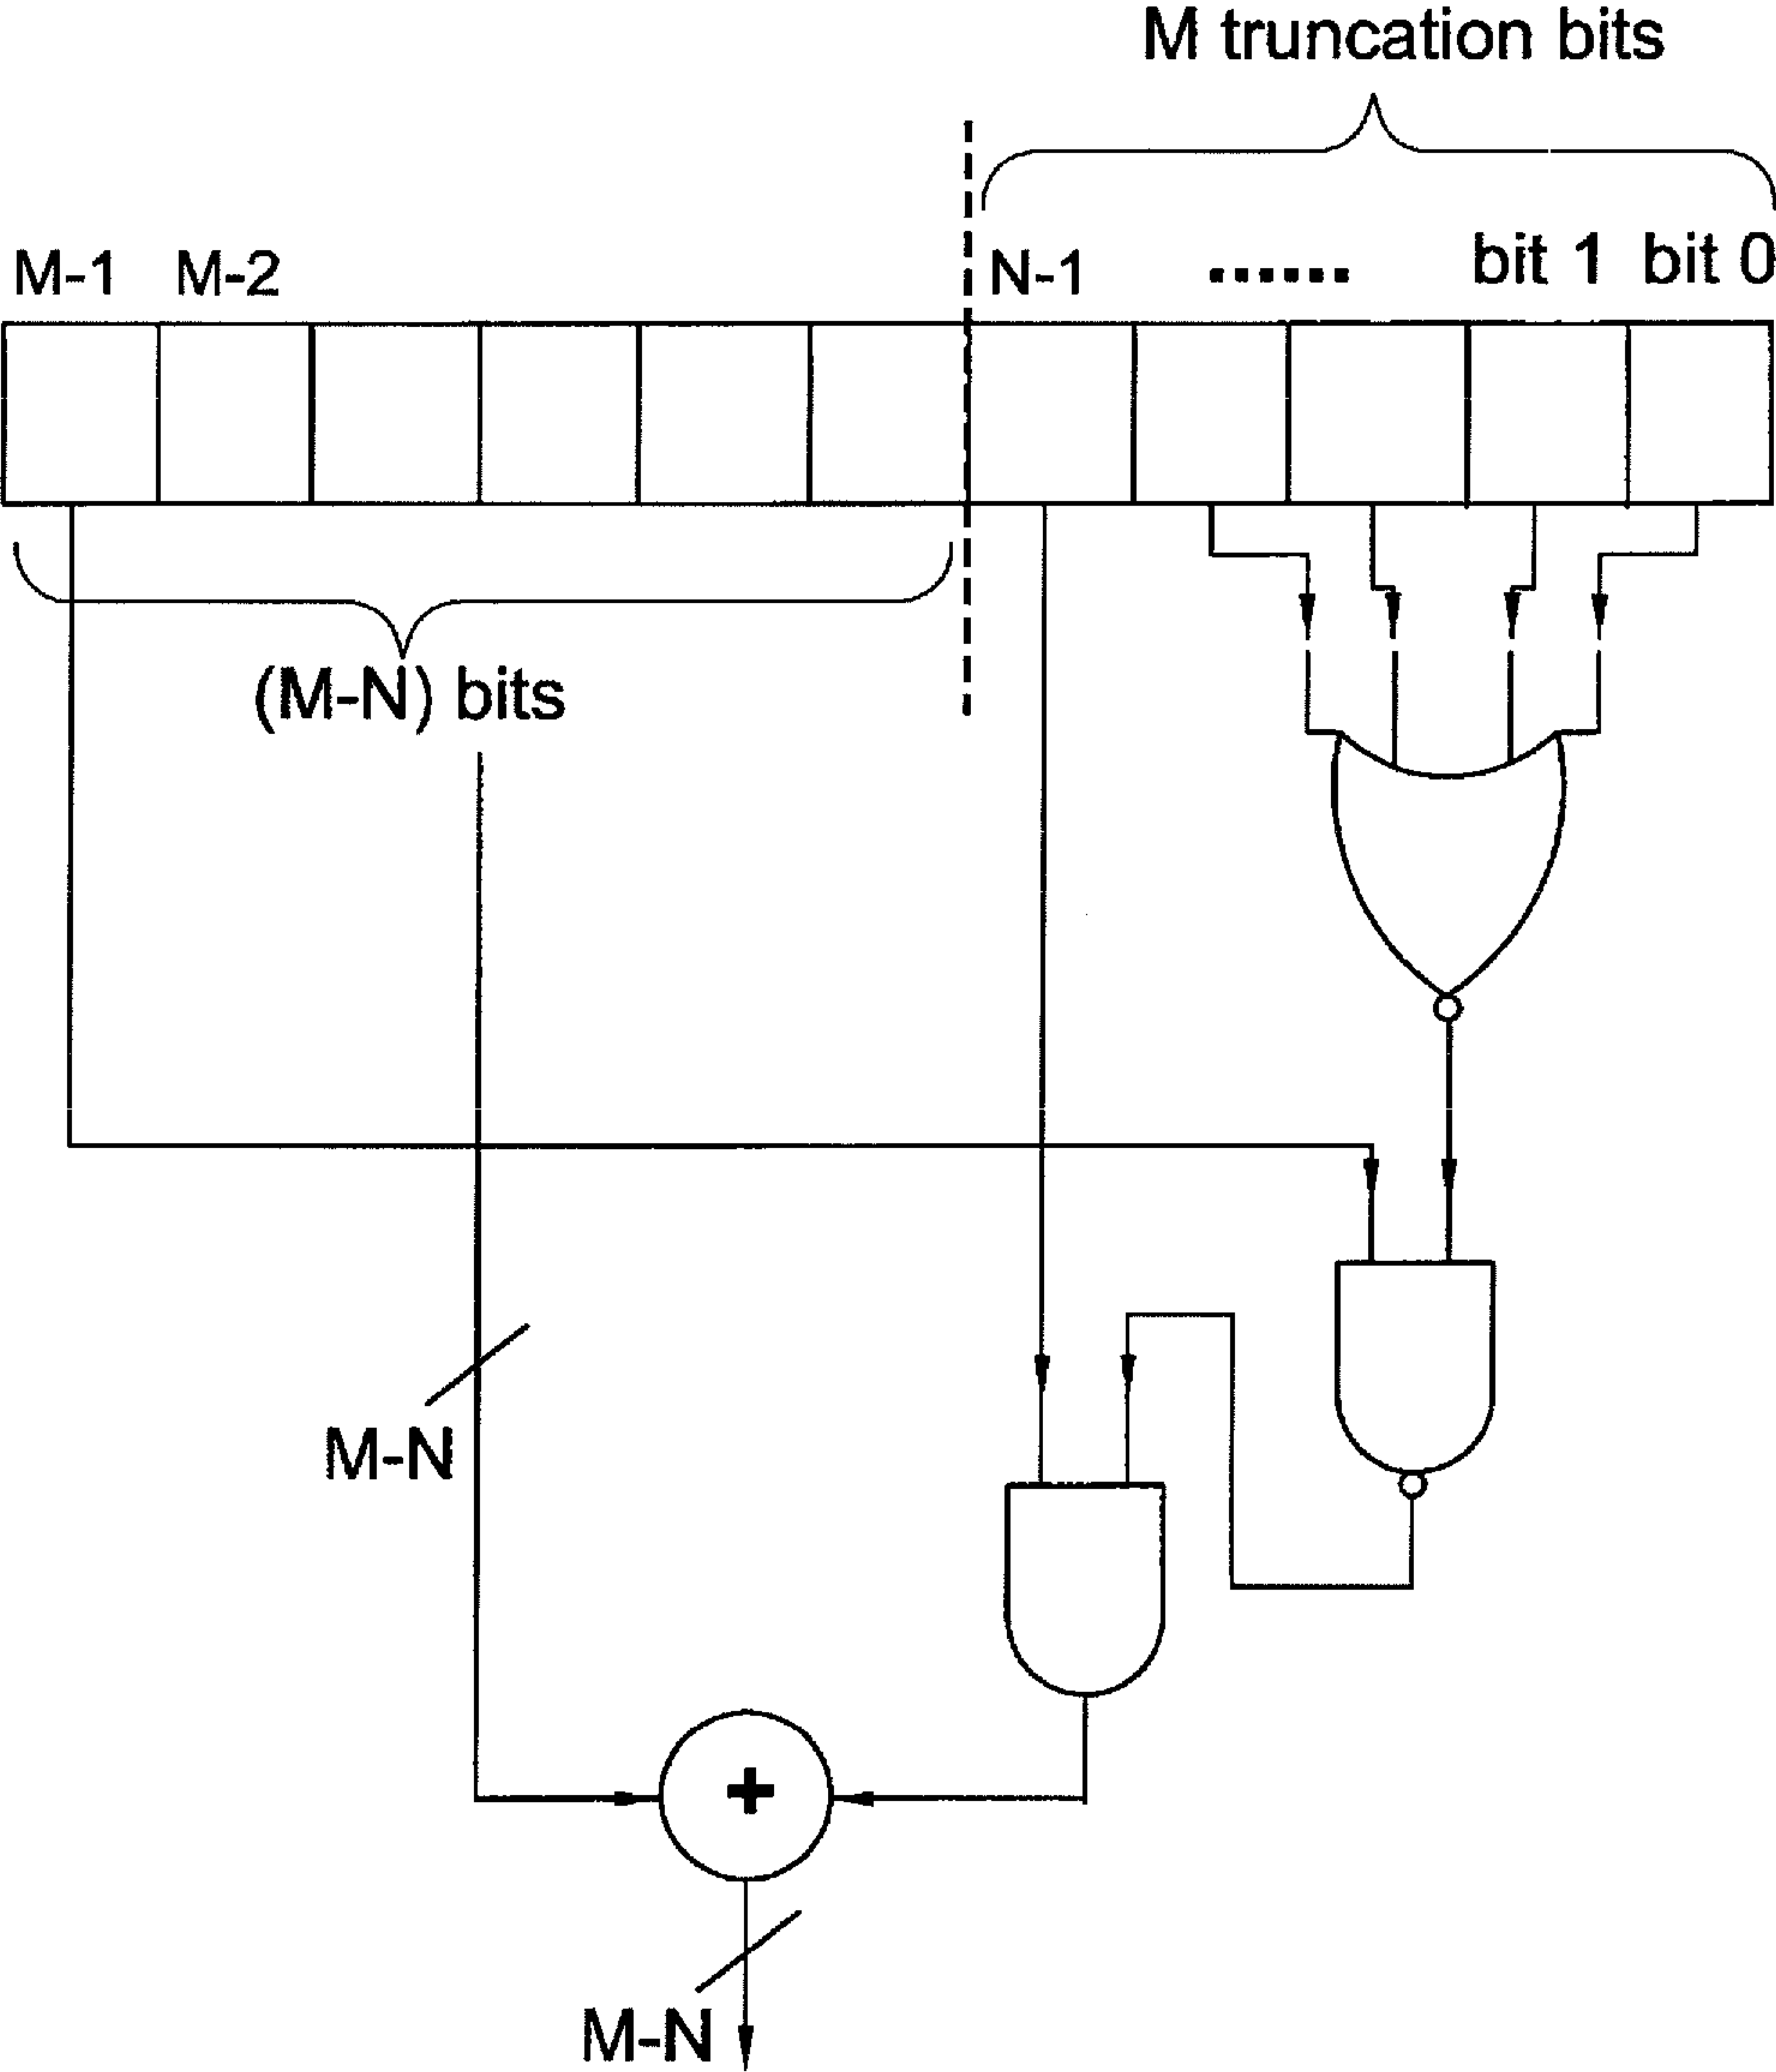 M truncation bits
M-1 M-2 N-1 ...... bit 1 bit 0
(M-N) bits
M-N
+
M-N